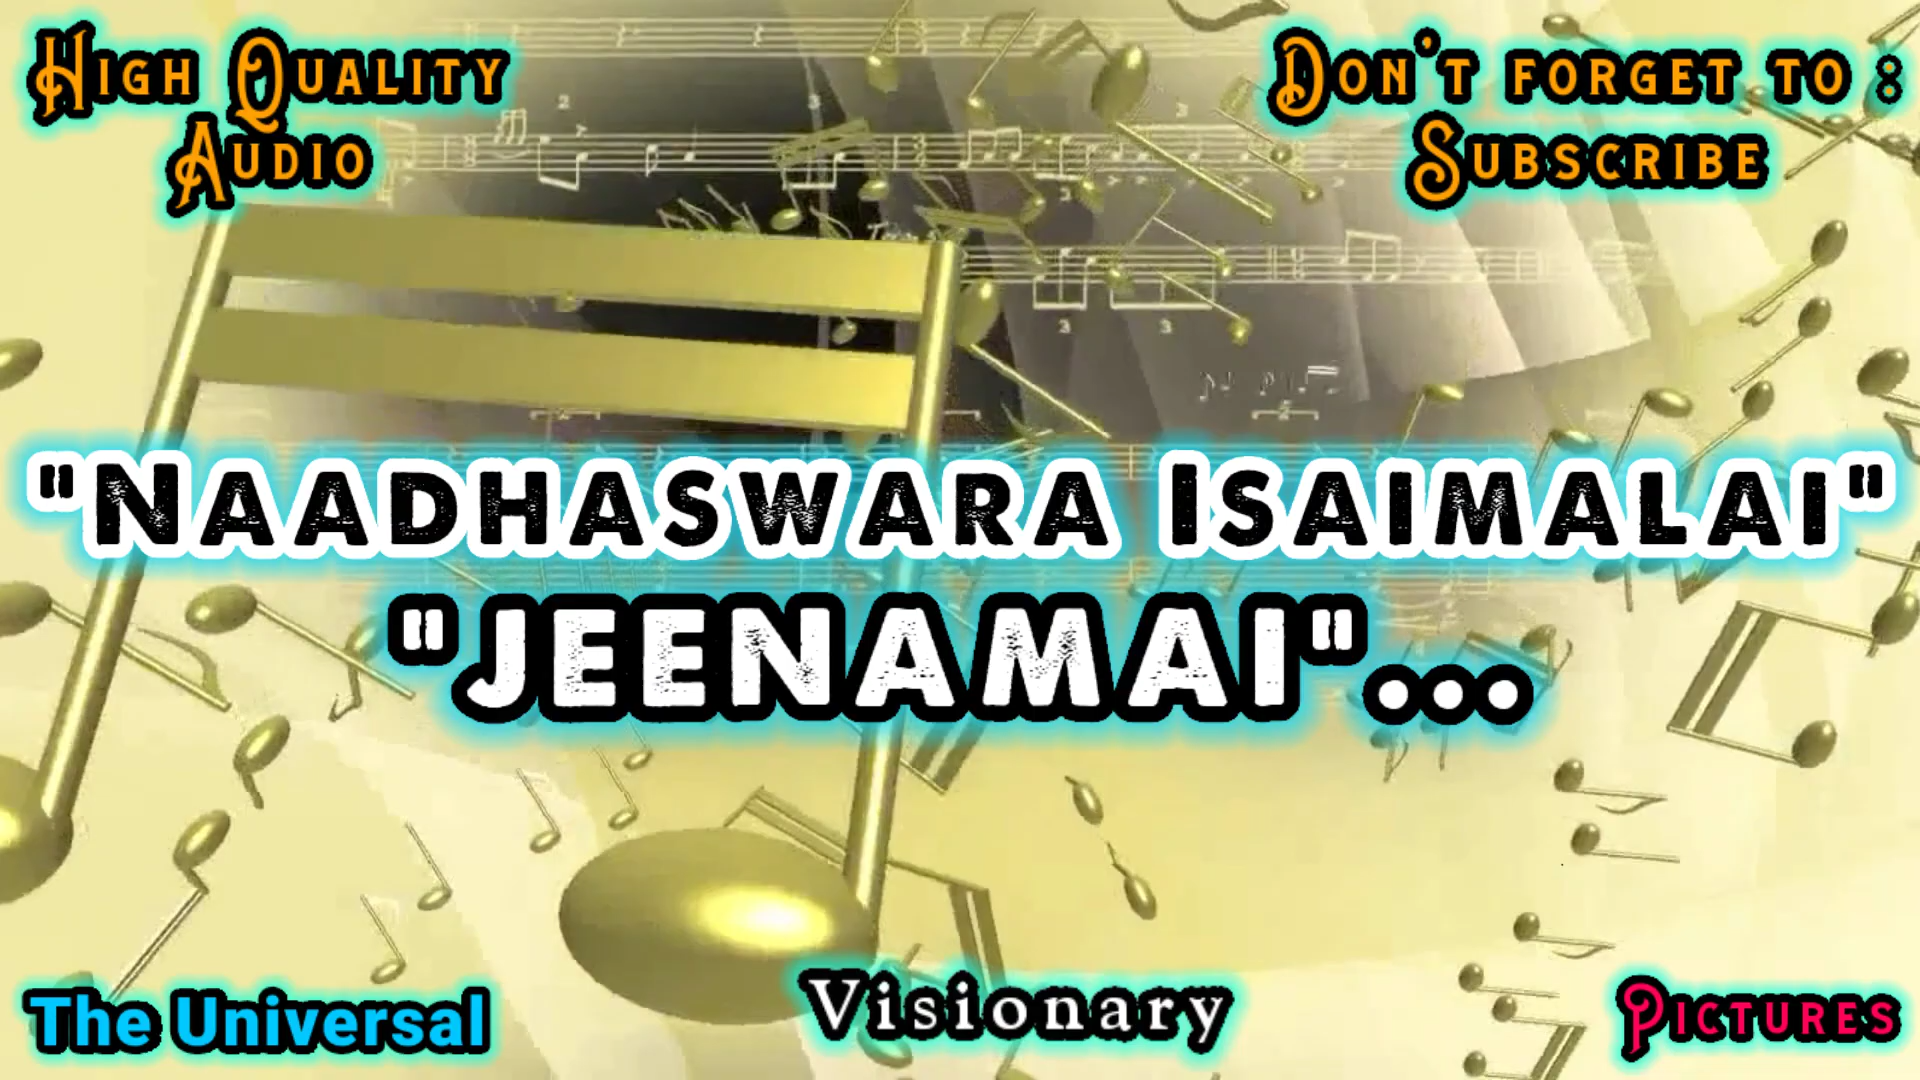 High Quality
Audio
Don't forget to :
Subscribe
"Naadhaswara Isaimalai"
"JEENAMAI"...
The Universal
Visionary
Pictures